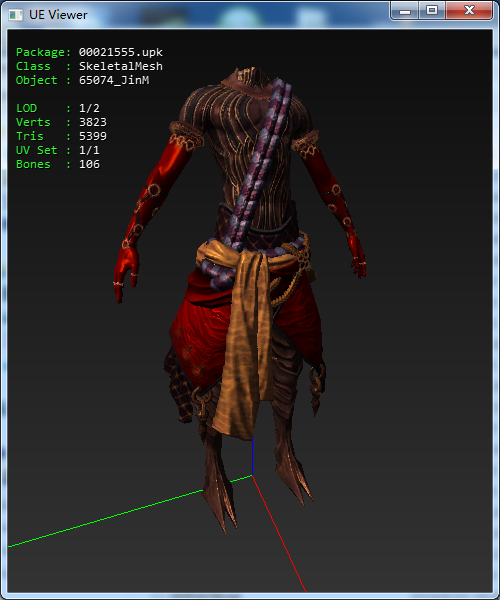 UE Viewer
Package: 00021555.upk
Class : SkeletalMesh
Object : 65074_JinM
LOD : 1/2
Verts : 3823
Tris : 5399
UV Set : 1/1
Bones : 106